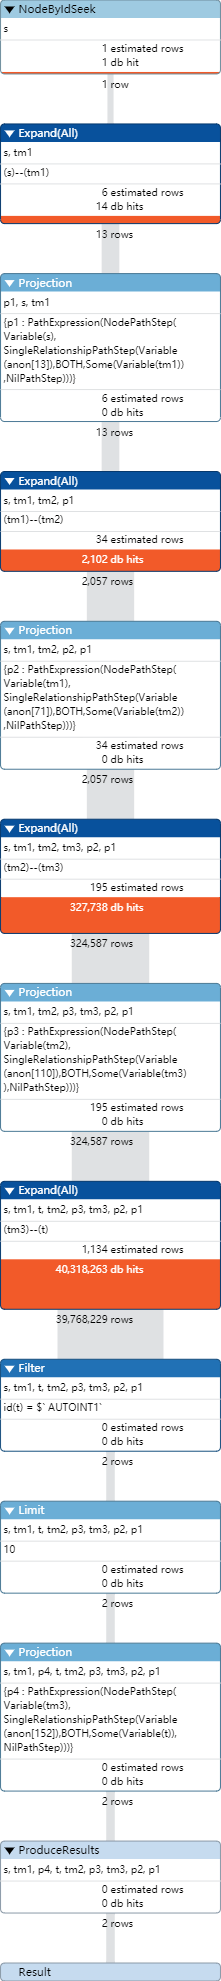 NodeByIdSeek
s
1 estimated rows
1 db hit
1 row
Expand(All)
s, tm1
(s)--(tm1)
6 estimated rows
14 db hits
13 rows
Projection
p1, s, tm1
{p1 : PathExpression(NodePathStep(
Variable(s),
SingleRelationshipPathStep(Variable
(anon[13]),BOTH,Some(Variable(tm1))
,NilPathStep)))}
6 estimated rows
0 db hits
13 rows
Expand(All)
s, tm1, tm2, p1
(tm1)--(tm2)
34 estimated rows
2,102 db hits
2,057 rows
Projection
s, tm1, tm2, p2, p1
{p2 : PathExpression(NodePathStep(
Variable(tm1),
SingleRelationshipPathStep(Variable
(anon[71]),BOTH,Some(Variable(tm2))
,NilPathStep)))}
34 estimated rows
0 db hits
2,057 rows
Expand(All)
s, tm1, tm2, tm3, p2, p1
(tm2)--(tm3)
195 estimated rows
327,738 db hits
324,587 rows
Projection
s, tm1, tm2, p3, tm3, p2, p1
{p3 : PathExpression(NodePathStep(
Variable(tm2),
SingleRelationshipPathStep(Variable
(anon[110]),BOTH,Some(Variable(tm3)
),NilPathStep)))}
195 estimated rows
0 db hits
324,587 rows
Expand(All)
s, tm1, t, tm2, p3, tm3, p2, p1
(tm3)--(t)
1,134 estimated rows
40,318,263 db hits
39,768,229 rows
Filter
s, tm1, t, tm2, p3, tm3, p2, p1
id(t) = $` AUTOINT1`
0 estimated rows
0 db hits
2 rows
Limit
s, tm1, t, tm2, p3, tm3, p2, p1
10
0 estimated rows
0 db hits
2 rows
Projection
s, tm1, p4, t, tm2, p3, tm3, p2, p1
{p4 : PathExpression(NodePathStep(
Variable(tm3),
SingleRelationshipPathStep(Variable
(anon[152]),BOTH,Some(Variable(t)),
NilPathStep)))}
0 estimated rows
0 db hits
2 rows
ProduceResults
s, tm1, p4, t, tm2, p3, tm3, p2, p1
0 estimated rows
0 db hits
2 rows
Result